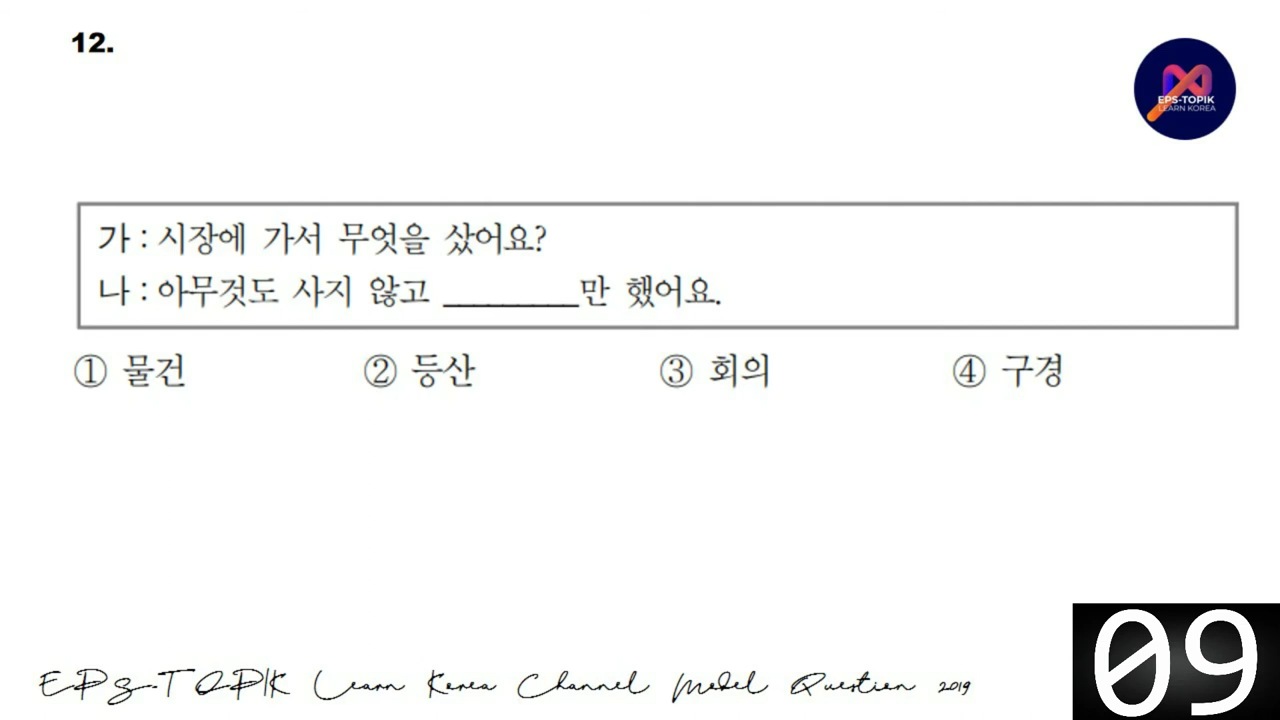 12.
EPS-TOPIK
LEARN KOREA
가 : 시장에 가서 무엇을 샀어요?
나 : 아무것도 사지 않고 ________만 했어요.
① 물건 ② 등산 ③ 회의 ④ 구경
EPS-TOPIK Learn Korea Channel Model Question 2019
09